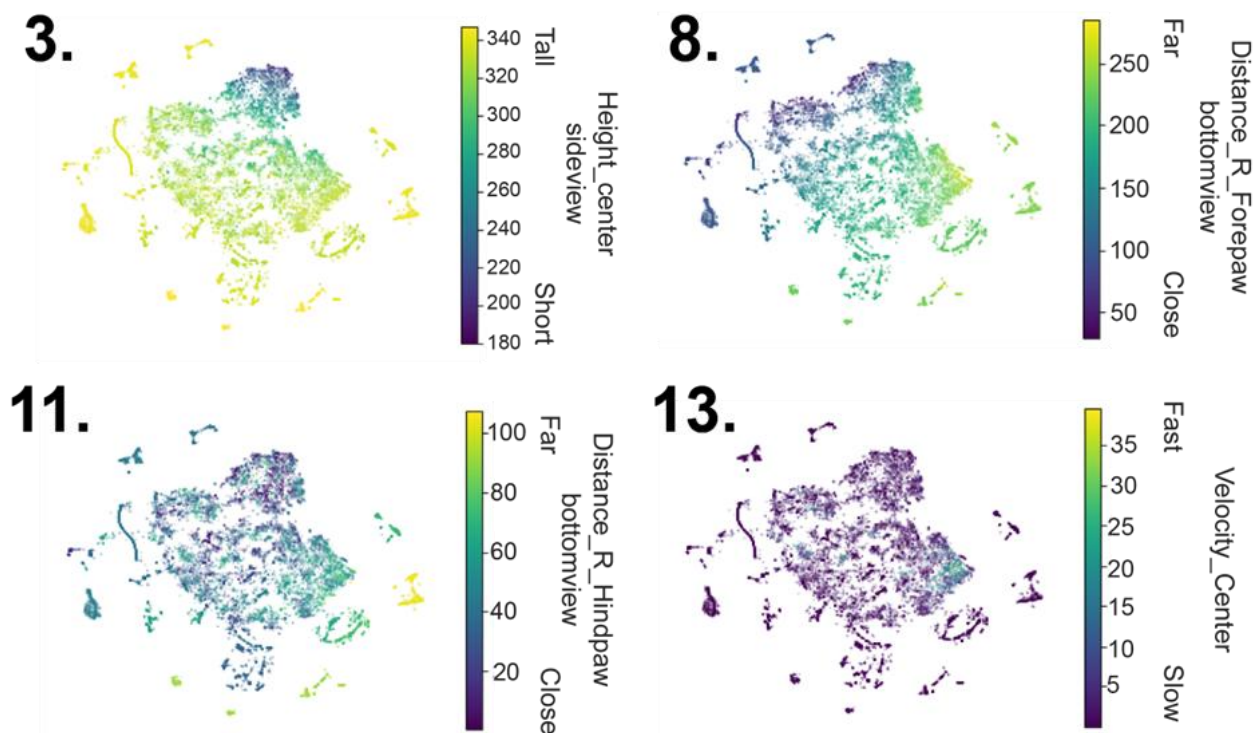 3.
340
320
300
280
260
240
220
200
180
Tall
Short
Height_center
sideview
8.
250
200
150
100
50
Far
Close
Distance_R_Forepaw
bottomview
11.
100
80
60
40
20
Far
Close
Distance_R_Hindpaw
bottomview
13.
35
30
25
20
15
10
5
Fast
Slow
Velocity_Center